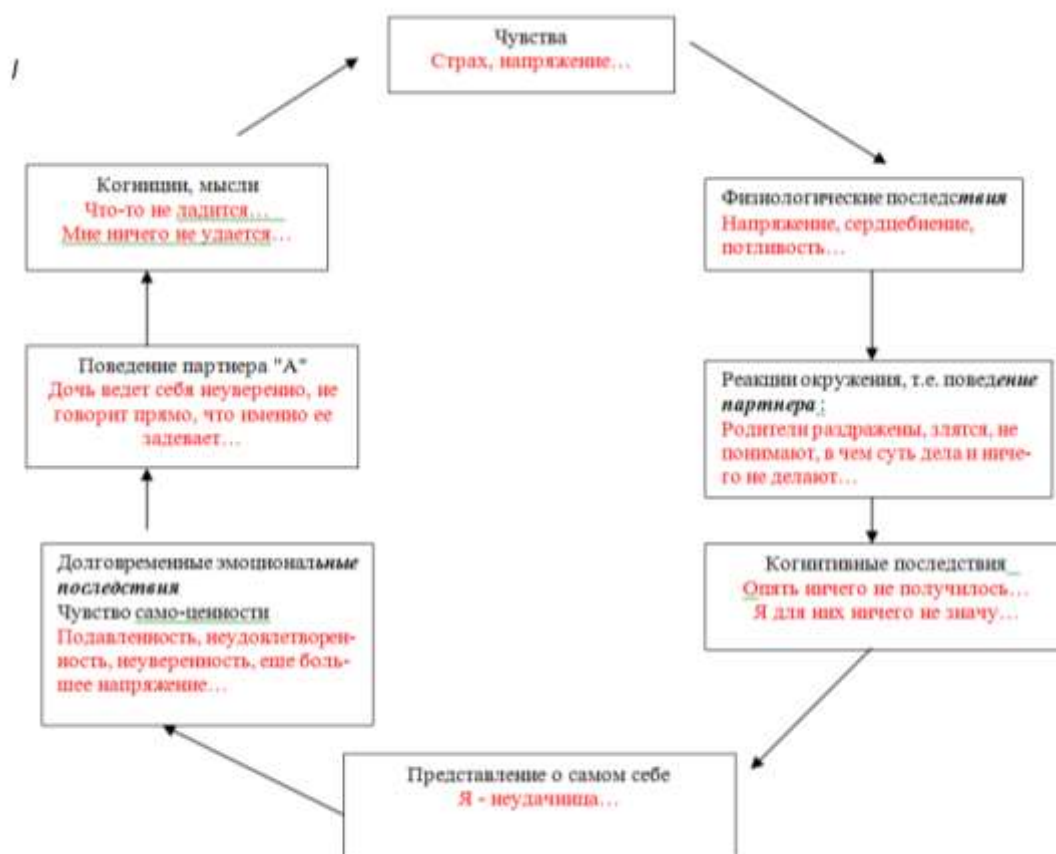 /
Чувства
Страх, напряжение…
Когниции, мысли
Что-то не ладится…
Мне ничего не удается…
Физиологические последствия
Напряжение, сердцебиение,
потливость…
Поведение партнера "А"
Дочь ведет себя неуверенно, не
говорит прямо, что именно ее
задевает…
Реакции окружения, т.е. поведение
партнера :
Родители раздражены, злятся, не
понимают, в чем суть дела и ниче-
го не делают…
Долговременные эмоциональные
последствия
Чувство само-ценности
Подавленность, неудовлетворен-
ность, неуверенность, еше боль-
шее напряжение…
Когнитивные последствия
Опять ничего не получилось…
Я для них ничего не значу…
Представление о самом себе
Я - неудачница…